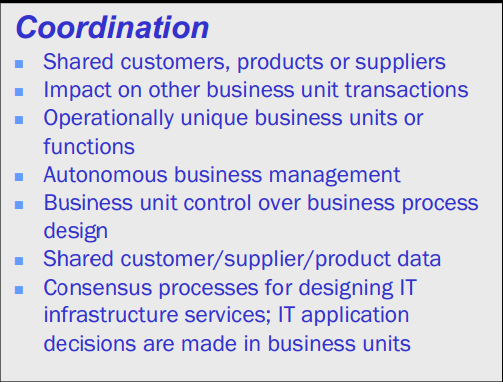 Coordination
Shared customers, products or suppliers
Impact on other business unit transactions
Operationally unique business units or
functions
Autonomous business management
Business unit control over business process
design
Shared customer/supplier/product data
Consensus processes for designing IT
infrastructure services; IT application
decisions are made in business units